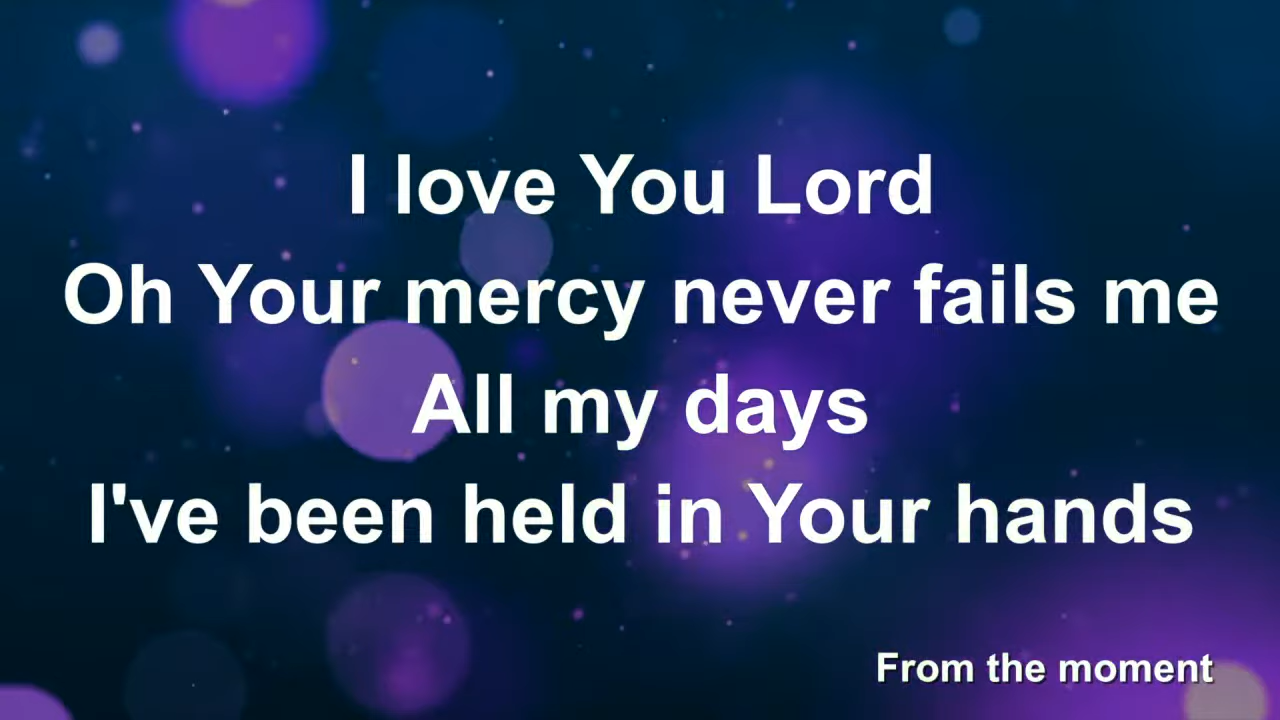 I love You Lord
Oh Your mercy never fails me
All my days
I've been held in Your hands
From the moment